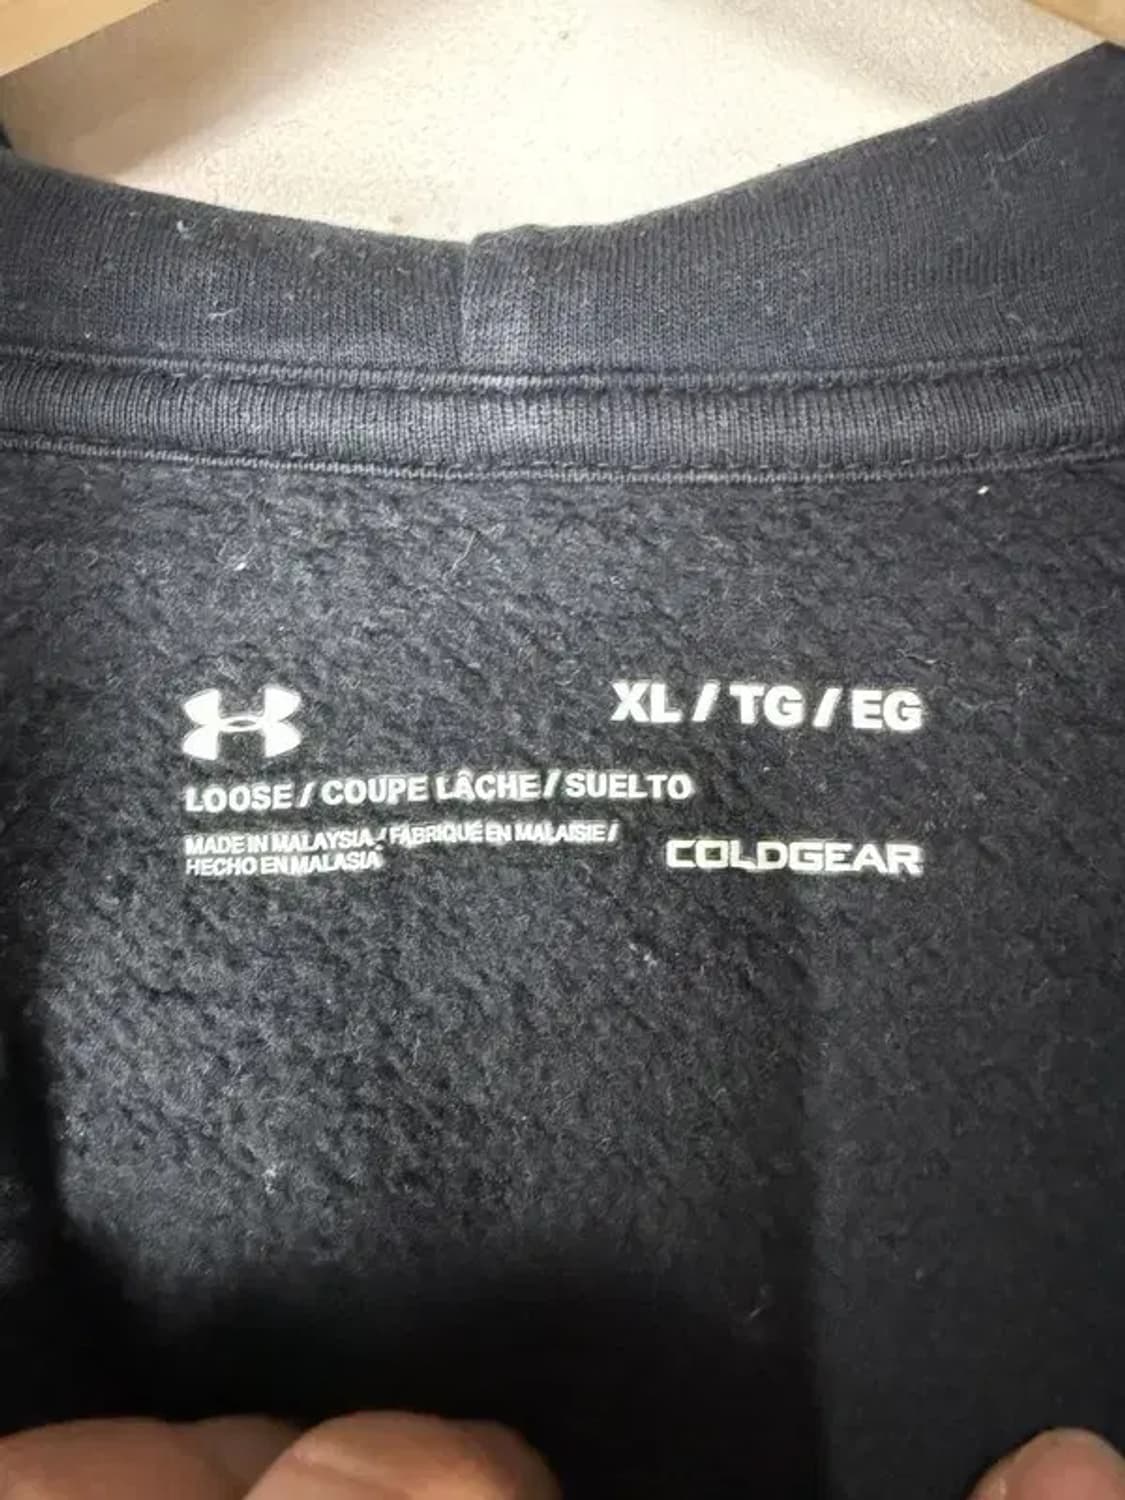 XL / TG / EG
LOOSE / COUPE LÂCHE / SUELTO
MADE IN MALAYSIA / FABRIQUÉ EN MALAISIE /
HECHO EN MALASIA
COLDGEAR